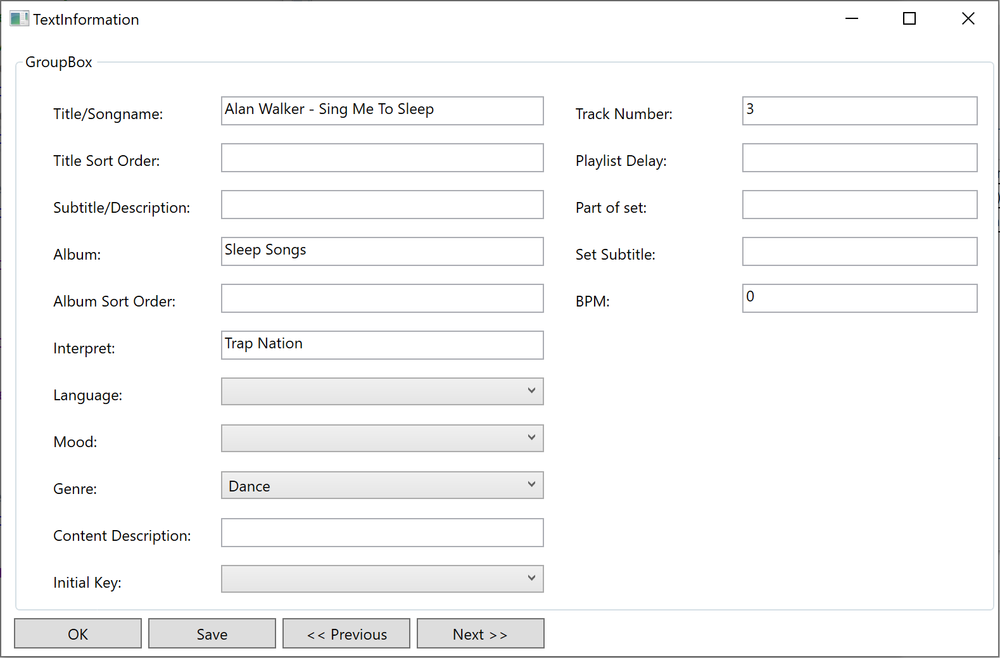 TextInformation
GroupBox
Title/Songname: Alan Walker - Sing Me To Sleep Track Number: 3
Title Sort Order: Playlist Delay:
Subtitle/Description: Part of set:
Album: Sleep Songs Set Subtitle:
Album Sort Order: BPM: 0
Interpret: Trap Nation
Language:
Mood:
Genre: Dance
Content Description:
Initial Key:
OK Save << Previous Next >>